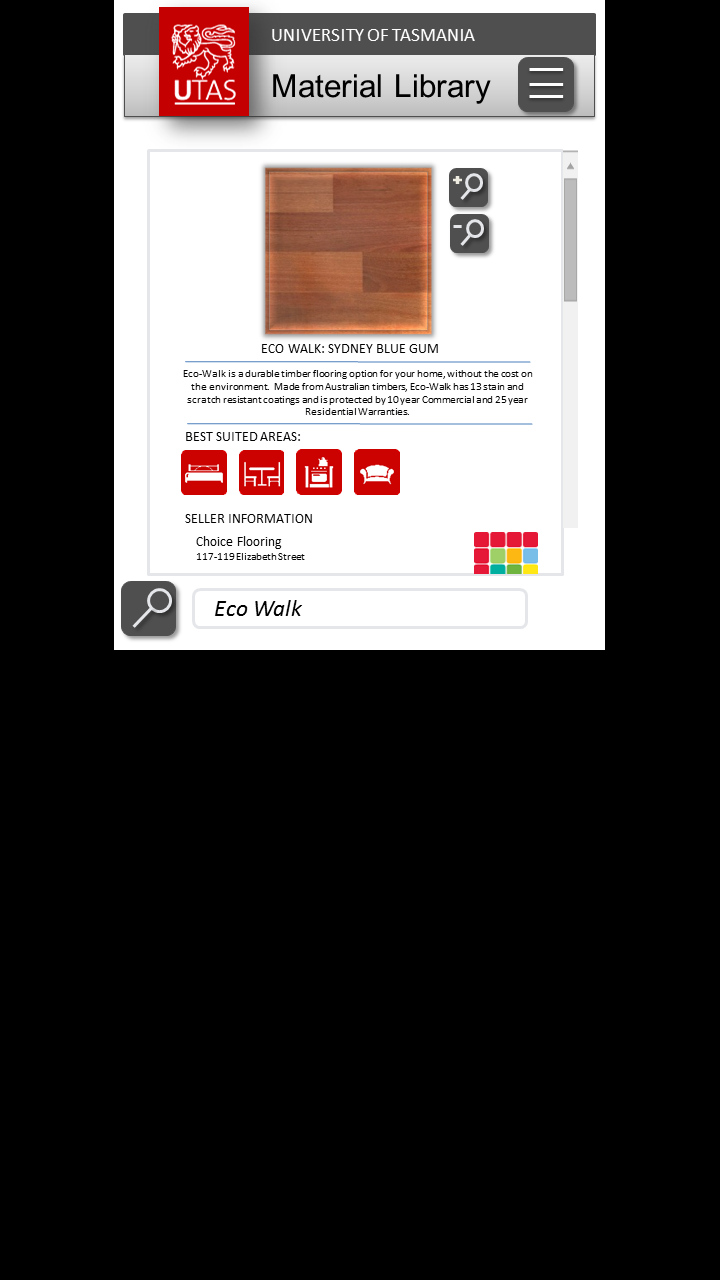 UNIVERSITY OF TASMANIA
UTAS
Material Library
ECO WALK: SYDNEY BLUE GUM
Eco-Walk is a durable timber flooring option for your home, without the cost on
the environment. Made from Australian timbers, Eco-Walk has 13 stain and
scratch resistant coatings and is protected by 10 year Commercial and 25 year
Residential Warranties.
BEST SUITED AREAS:
SELLER INFORMATION
Choice Flooring
117-119 Elizabeth Street
Eco Walk